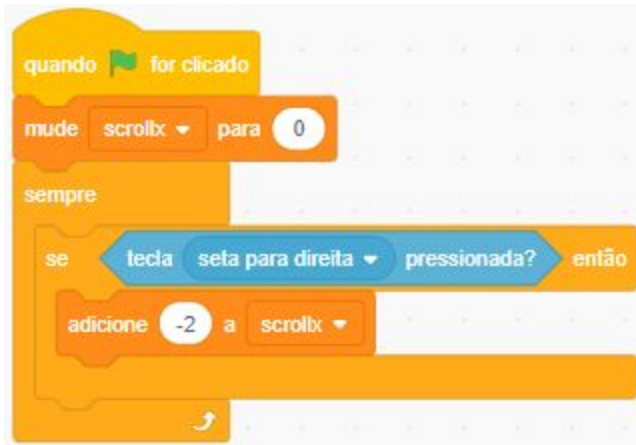 quando for clicado
mude scrollx para 0
sempre
se tecla seta para direita pressionada? então
adicione -2 a scrollx